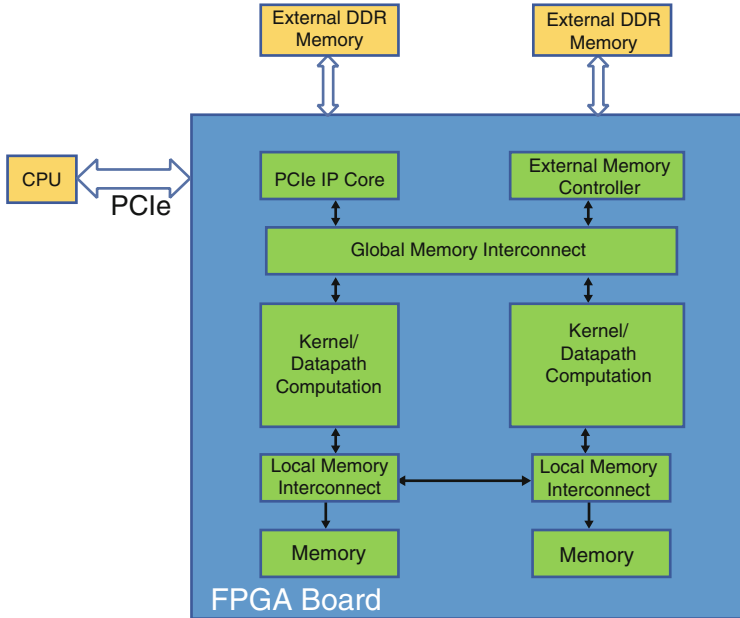 External DDR
Memory
External DDR
Memory
CPU
PCIe
PCIe IP Core
External Memory
Controller
Global Memory Interconnect
Kernel/
Datapath
Computation
Kernel/
Datapath
Computation
Local Memory
Interconnect
Local Memory
Interconnect
Memory
Memory
FPGA Board